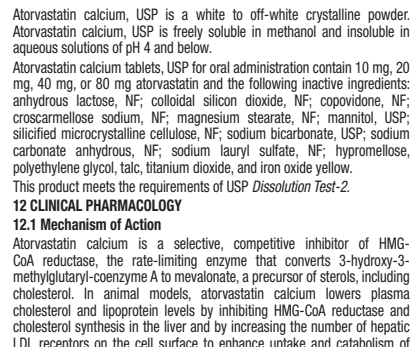 Atorvastatin calcium, USP is a white to off-white crystalline powder.
Atorvastatin calcium, USP is freely soluble in methanol and insoluble in
aqueous solutions of pH 4 and below.
Atorvastatin calcium tablets, USP for oral administration contain 10 mg, 20
mg, 40 mg, or 80 mg atorvastatin and the following inactive ingredients:
anhydrous lactose, NF; colloidal silicon dioxide, NF; copovidone, NF;
croscarmellose sodium, NF; magnesium stearate, NF; mannitol, USP;
silicified microcrystalline cellulose, NF; sodium bicarbonate, USP; sodium
carbonate anhydrous, NF; sodium lauryl sulfate, NF; hypromellose,
polyethylene glycol, talc, titanium dioxide, and iron oxide yellow.
This product meets the requirements of USP Dissolution Test-2.
12 CLINICAL PHARMACOLOGY
12.1 Mechanism of Action
Atorvastatin calcium is a selective, competitive inhibitor of HMG-
CoA reductase, the rate-limiting enzyme that converts 3-hydroxy-3-
methylglutaryl-coenzyme A to mevalonate, a precursor of sterols, including
cholesterol. In animal models, atorvastatin calcium lowers plasma
cholesterol and lipoprotein levels by inhibiting HMG-CoA reductase and
cholesterol synthesis in the liver and by increasing the number of hepatic
LDL receptors on the cell surface to enhance uptake and catabolism of